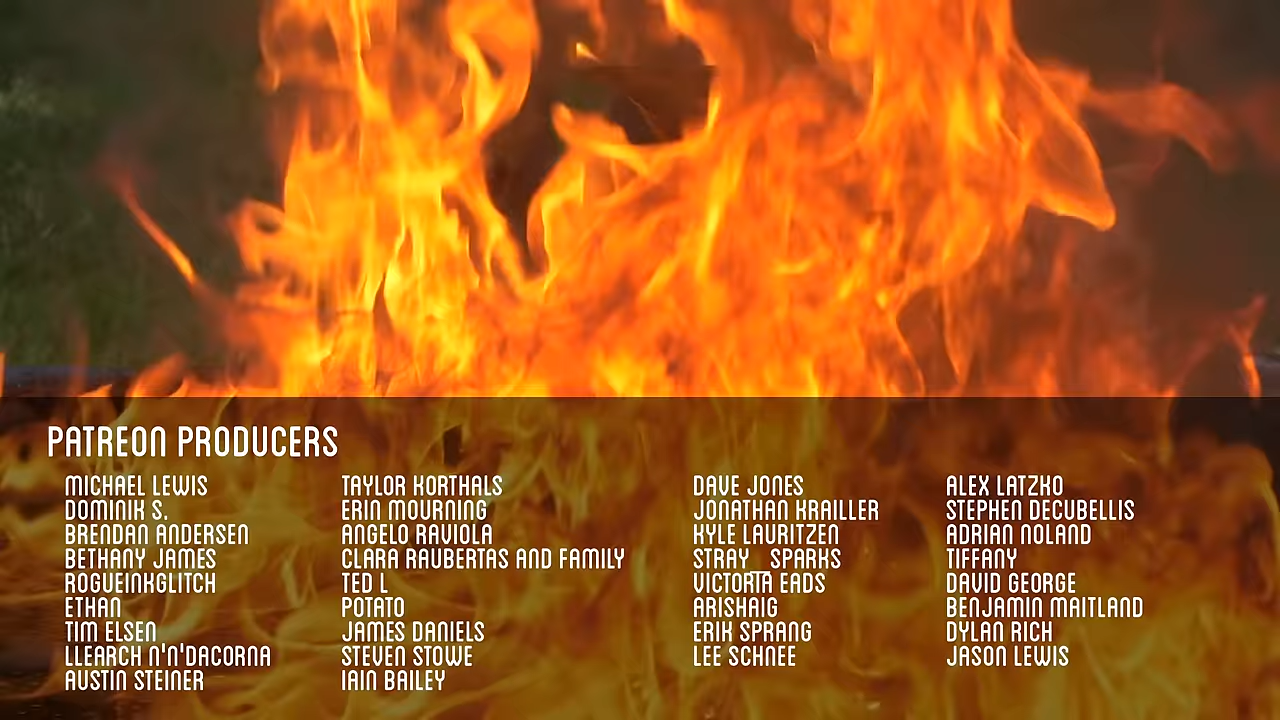 PATREON PRODUCERS
MICHAEL LEWIS
DOMINIK S.
BRENDAN ANDERSEN
BETHANY JAMES
ROGUEINKGLITCH
ETHAN
TIM ELSEN
LLEARCH N'N'DACORNA
AUSTIN STEINER
TAYLOR KORTHALS
ERIN MOURNING
ANGELO RAVIOLA
CLARA RAUBERTAS AND FAMILY
TED L
POTATO
JAMES DANIELS
STEVEN STOWE
IAIN BAILEY
DAVE JONES
JONATHAN KRAILLER
KYLE LAURITZEN
STRAY_SPARKS
VICTORIA EADS
ARISHAIG
ERIK SPRANG
LEE SCHNEE
ALEX LATZKO
STEPHEN DECUBELLIS
ADRIAN NOLAND
TIFFANY
DAVID GEORGE
BENJAMIN MAITLAND
DYLAN RICH
JASON LEWIS